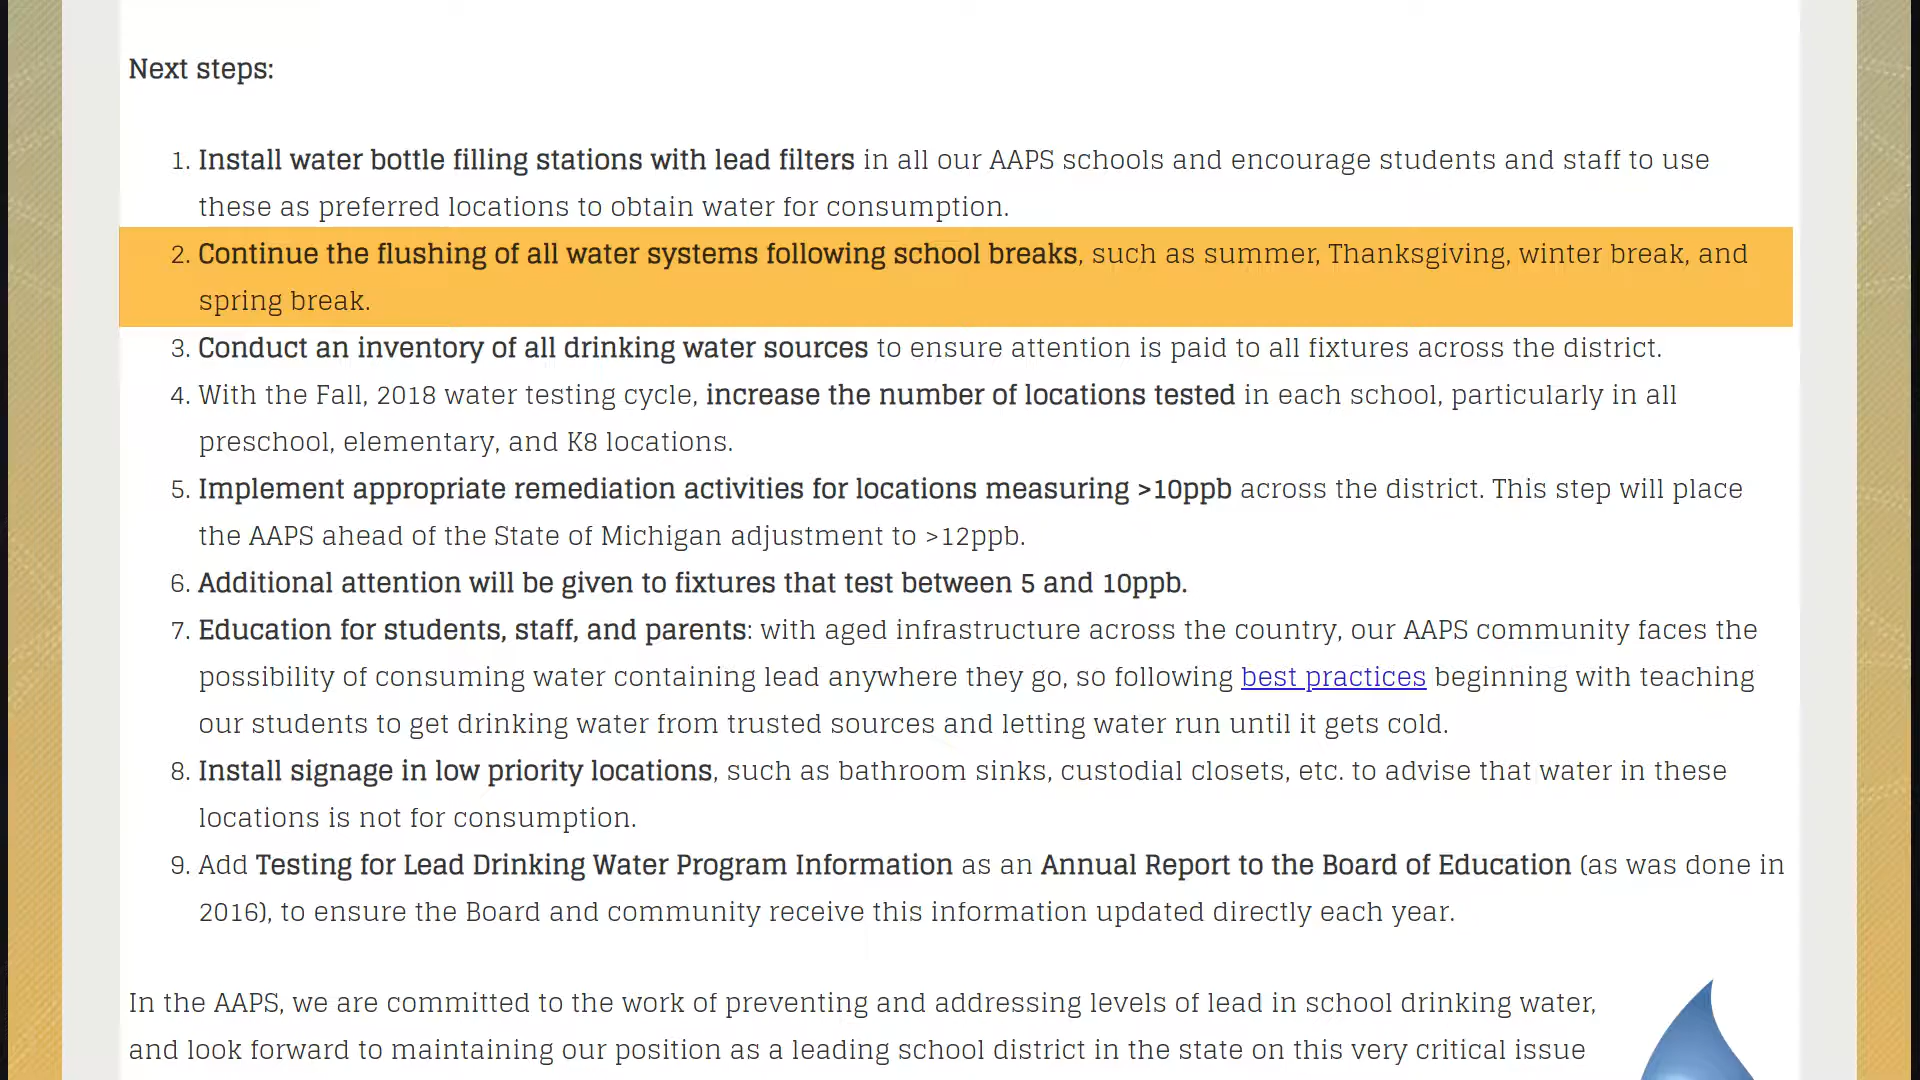 Next steps:
1. Install water bottle filling stations with lead filters in all our AAPS schools and encourage students and staff to use
these as preferred locations to obtain water for consumption.
2. Continue the flushing of all water systems following school breaks, such as summer, Thanksgiving, winter break, and
spring break.
3. Conduct an inventory of all drinking water sources to ensure attention is paid to all fixtures across the district.
4. With the Fall, 2018 water testing cycle, increase the number of locations tested in each school, particularly in all
preschool, elementary, and K8 locations.
5. Implement appropriate remediation activities for locations measuring >10ppb across the district. This step will place
the AAPS ahead of the State of Michigan adjustment to >12ppb.
6. Additional attention will be given to fixtures that test between 5 and 10ppb.
7. Education for students, staff, and parents: with aged infrastructure across the country, our AAPS community faces the
possibility of consuming water containing lead anywhere they go, so following best practices beginning with teaching
our students to get drinking water from trusted sources and letting water run until it gets cold.
8. Install signage in low priority locations, such as bathroom sinks, custodial closets, etc. to advise that water in these
locations is not for consumption.
9. Add Testing for Lead Drinking Water Program Information as an Annual Report to the Board of Education (as was done in
2016), to ensure the Board and community receive this information updated directly each year.
In the AAPS, we are committed to the work of preventing and addressing levels of lead in school drinking water,
and look forward to maintaining our position as a leading school district in the state on this very critical issue